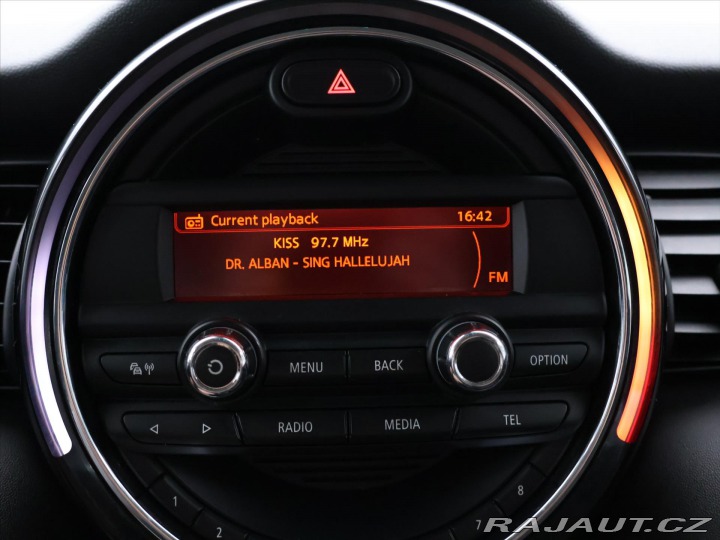 Current playback 16:42
KISS 97.7 MHz
DR. ALBAN - SING HALLELUJAH
FM
MENU BACK OPTION
RADIO MEDIA TEL
1 8
2
RAJAUT.CZ